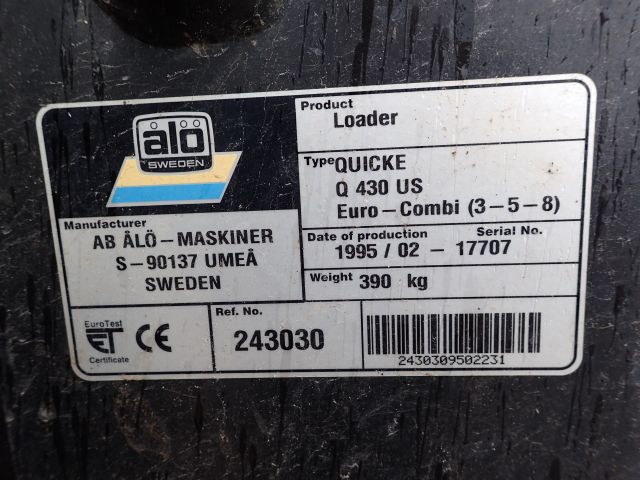 ålö
SWEDEN
Manufacturer
AB ÅLÖ-MASKINER
S-90137 UMEÅ
SWEDEN
Product
Loader
Type QUICKE
Q 430 US
Euro-Combi (3-5-8)
Date of production Serial No.
1995 / 02 - 17707
Weight 390 kg
EuroTest
ET CE
Certificate
Ref. No.
243030
2430309502231